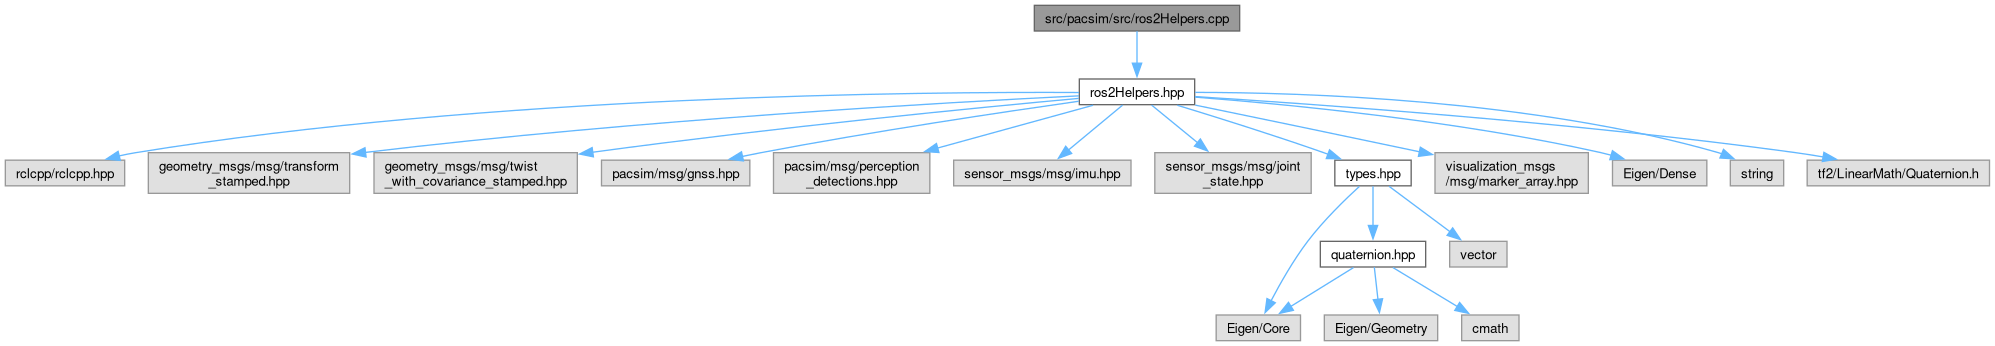 src/pacsim/src/ros2Helpers.cpp
ros2Helpers.hpp
rclcpp/rclcpp.hpp
geometry_msgs/msg/transform
_stamped.hpp
geometry_msgs/msg/twist
_with_covariance_stamped.hpp
pacsim/msg/gnss.hpp
pacsim/msg/perception
_detections.hpp
sensor_msgs/msg/imu.hpp
sensor_msgs/msg/joint
_state.hpp
types.hpp
visualization_msgs
/msg/marker_array.hpp
Eigen/Dense
string
tf2/LinearMath/Quaternion.h
quaternion.hpp
vector
Eigen/Core
Eigen/Geometry
cmath